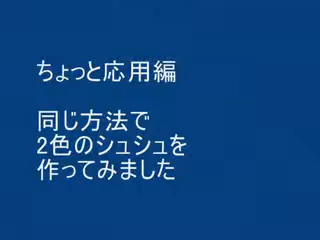 ちょっと応用編
同じ方法で
2色のシュシュを
作ってみました